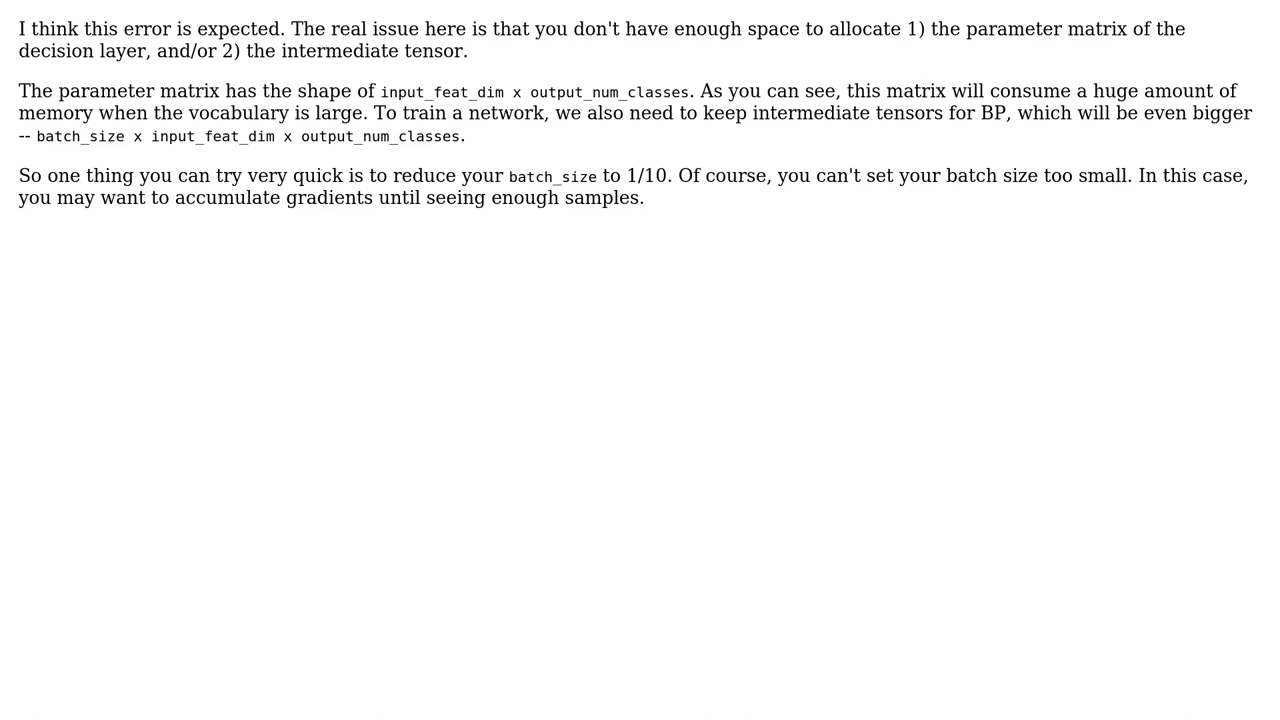 I think this error is expected. The real issue here is that you don't have enough space to allocate 1) the parameter matrix of the
decision layer, and/or 2) the intermediate tensor.
The parameter matrix has the shape of input_feat_dim x output_num_classes. As you can see, this matrix will consume a huge amount of
memory when the vocabulary is large. To train a network, we also need to keep intermediate tensors for BP, which will be even bigger
-- batch_size x input_feat_dim x output_num_classes.
So one thing you can try very quick is to reduce your batch_size to 1/10. Of course, you can't set your batch size too small. In this case,
you may want to accumulate gradients until seeing enough samples.